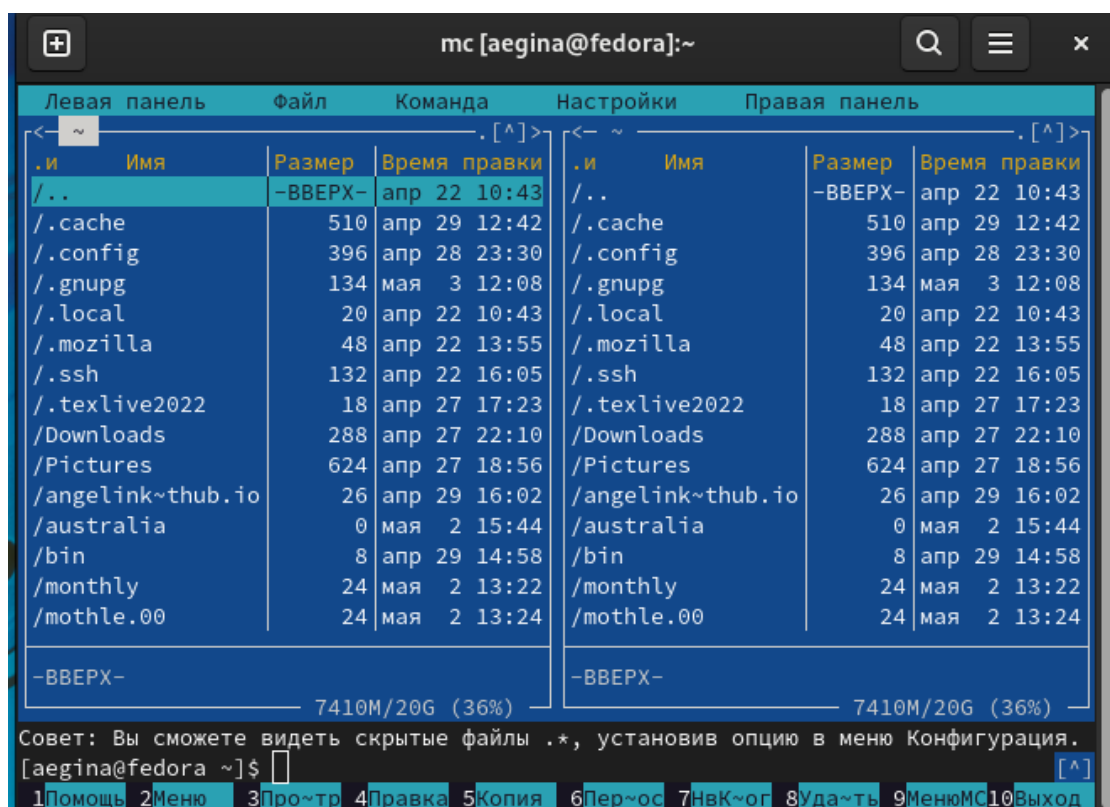 mc [aegina@fedora]:~
Левая панель Файл Команда Настройки Правая панель
<— ~ .[^]> <— ~ .[^]>
.и Имя Размер Время правки .и Имя Размер Время правки
/.. -ВВЕРХ- апр 22 10:43 /.. -ВВЕРХ- апр 22 10:43
/.cache 510 апр 29 12:42 /.cache 510 апр 29 12:42
/.config 396 апр 28 23:30 /.config 396 апр 28 23:30
/.gnupg 134 мая 3 12:08 /.gnupg 134 мая 3 12:08
/.local 20 апр 22 10:43 /.local 20 апр 22 10:43
/.mozilla 48 апр 22 13:55 /.mozilla 48 апр 22 13:55
/.ssh 132 апр 22 16:05 /.ssh 132 апр 22 16:05
/.texlive2022 18 апр 27 17:23 /.texlive2022 18 апр 27 17:23
/Downloads 288 апр 27 22:10 /Downloads 288 апр 27 22:10
/Pictures 624 апр 27 18:56 /Pictures 624 апр 27 18:56
/angelink~thub.io 26 апр 29 16:02 /angelink~thub.io 26 апр 29 16:02
/australia 0 мая 2 15:44 /australia 0 мая 2 15:44
/bin 8 апр 29 14:58 /bin 8 апр 29 14:58
/monthly 24 мая 2 13:22 /monthly 24 мая 2 13:22
/mothle.00 24 мая 2 13:24 /mothle.00 24 мая 2 13:24
-ВВЕРХ- -ВВЕРХ-
7410M/20G (36%) 7410M/20G (36%)
Совет: Вы сможете видеть скрытые файлы .*, установив опцию в меню Конфигурация.
[aegina@fedora ~]$ [^]
1Помощь 2Меню 3Про~тр 4Правка 5Копия 6Пер~ос 7НвК~ог 8Уда~ть 9МенюMC10Выход